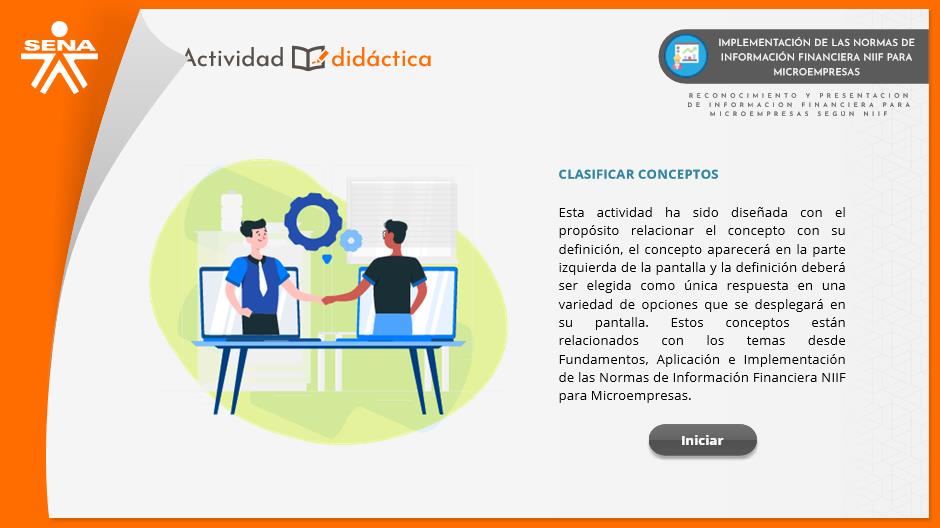 SENA
Actividad didáctica
IMPLEMENTACIÓN DE LAS NORMAS DE
INFORMACIÓN FINANCIERA NIIF PARA
MICROEMPRESAS
RECONOCIMIENTO Y PRESENTACION
DE INFORMACION FINANCIERA PARA
MICROEMPRESAS SEGÚN NIIF
CLASIFICAR CONCEPTOS
Esta actividad ha sido diseñada con el
propósito relacionar el concepto con su
definición, el concepto aparecerá en la parte
izquierda de la pantalla y la definición deberá
ser elegida como única respuesta en una
variedad de opciones que se desplegará en
su pantalla. Estos conceptos están
relacionados con los temas desde
Fundamentos, Aplicación e Implementación
de las Normas de Información Financiera NIIF
para Microempresas.
Iniciar